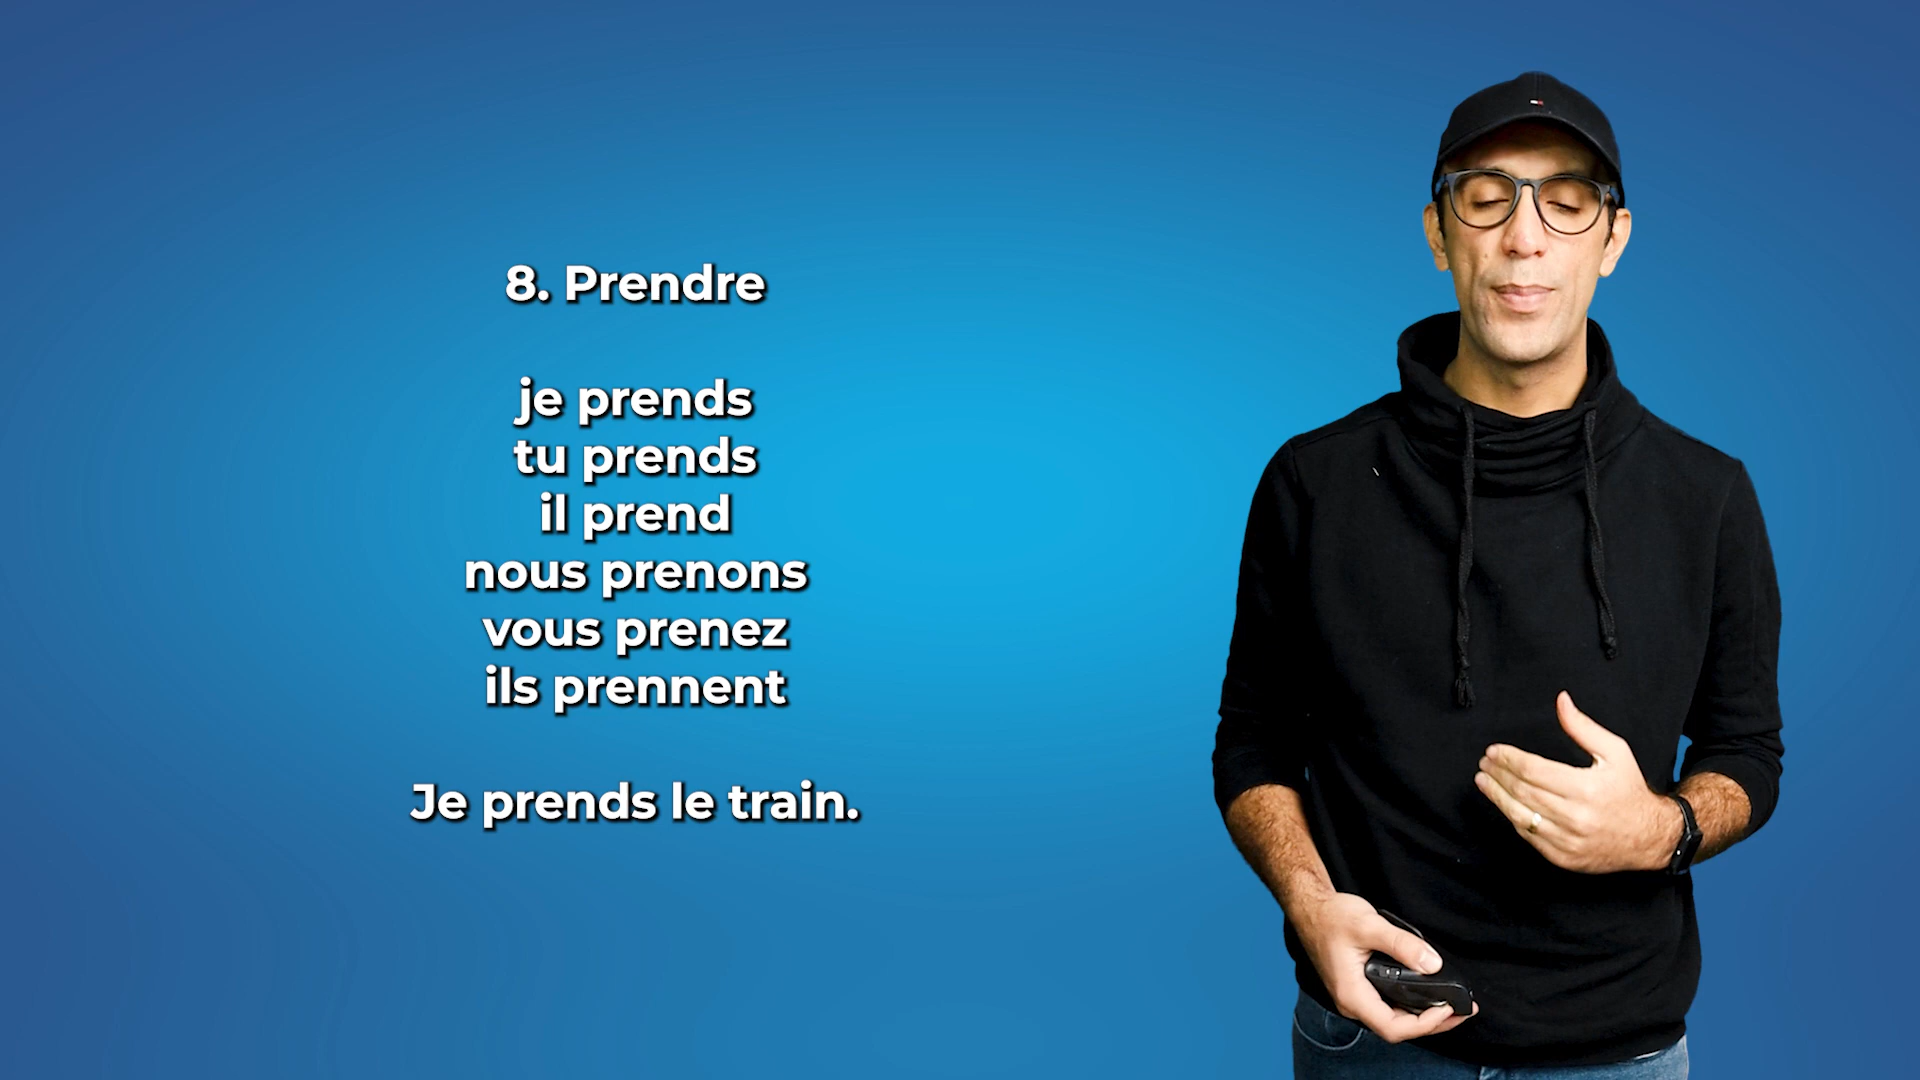 8. Prendre
je prends
tu prends
il prend
nous prenons
vous prenez
ils prennent
Je prends le train.